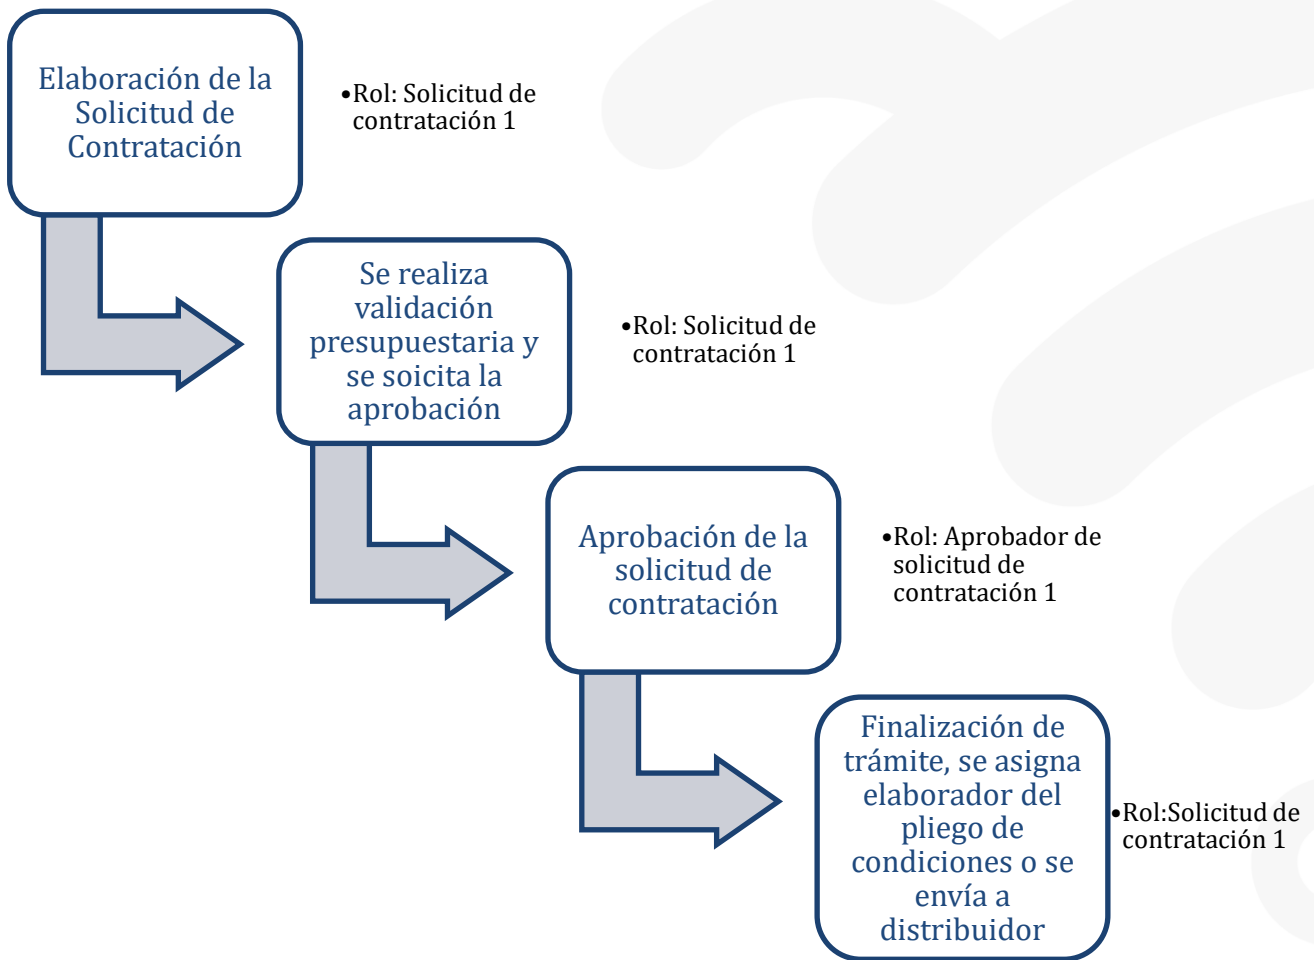 Elaboración de la
Solicitud de
Contratación
•Rol: Solicitud de
contratación 1
Se realiza
validación
presupuestaria y
se soicita la
aprobación
•Rol: Solicitud de
contratación 1
Aprobación de la
solicitud de
contratación
•Rol: Aprobador de
solicitud de
contratación 1
Finalización de
trámite, se asigna
elaborador del
pliego de
condiciones o se
envía a
distribuidor
•Rol:Solicitud de
contratación 1